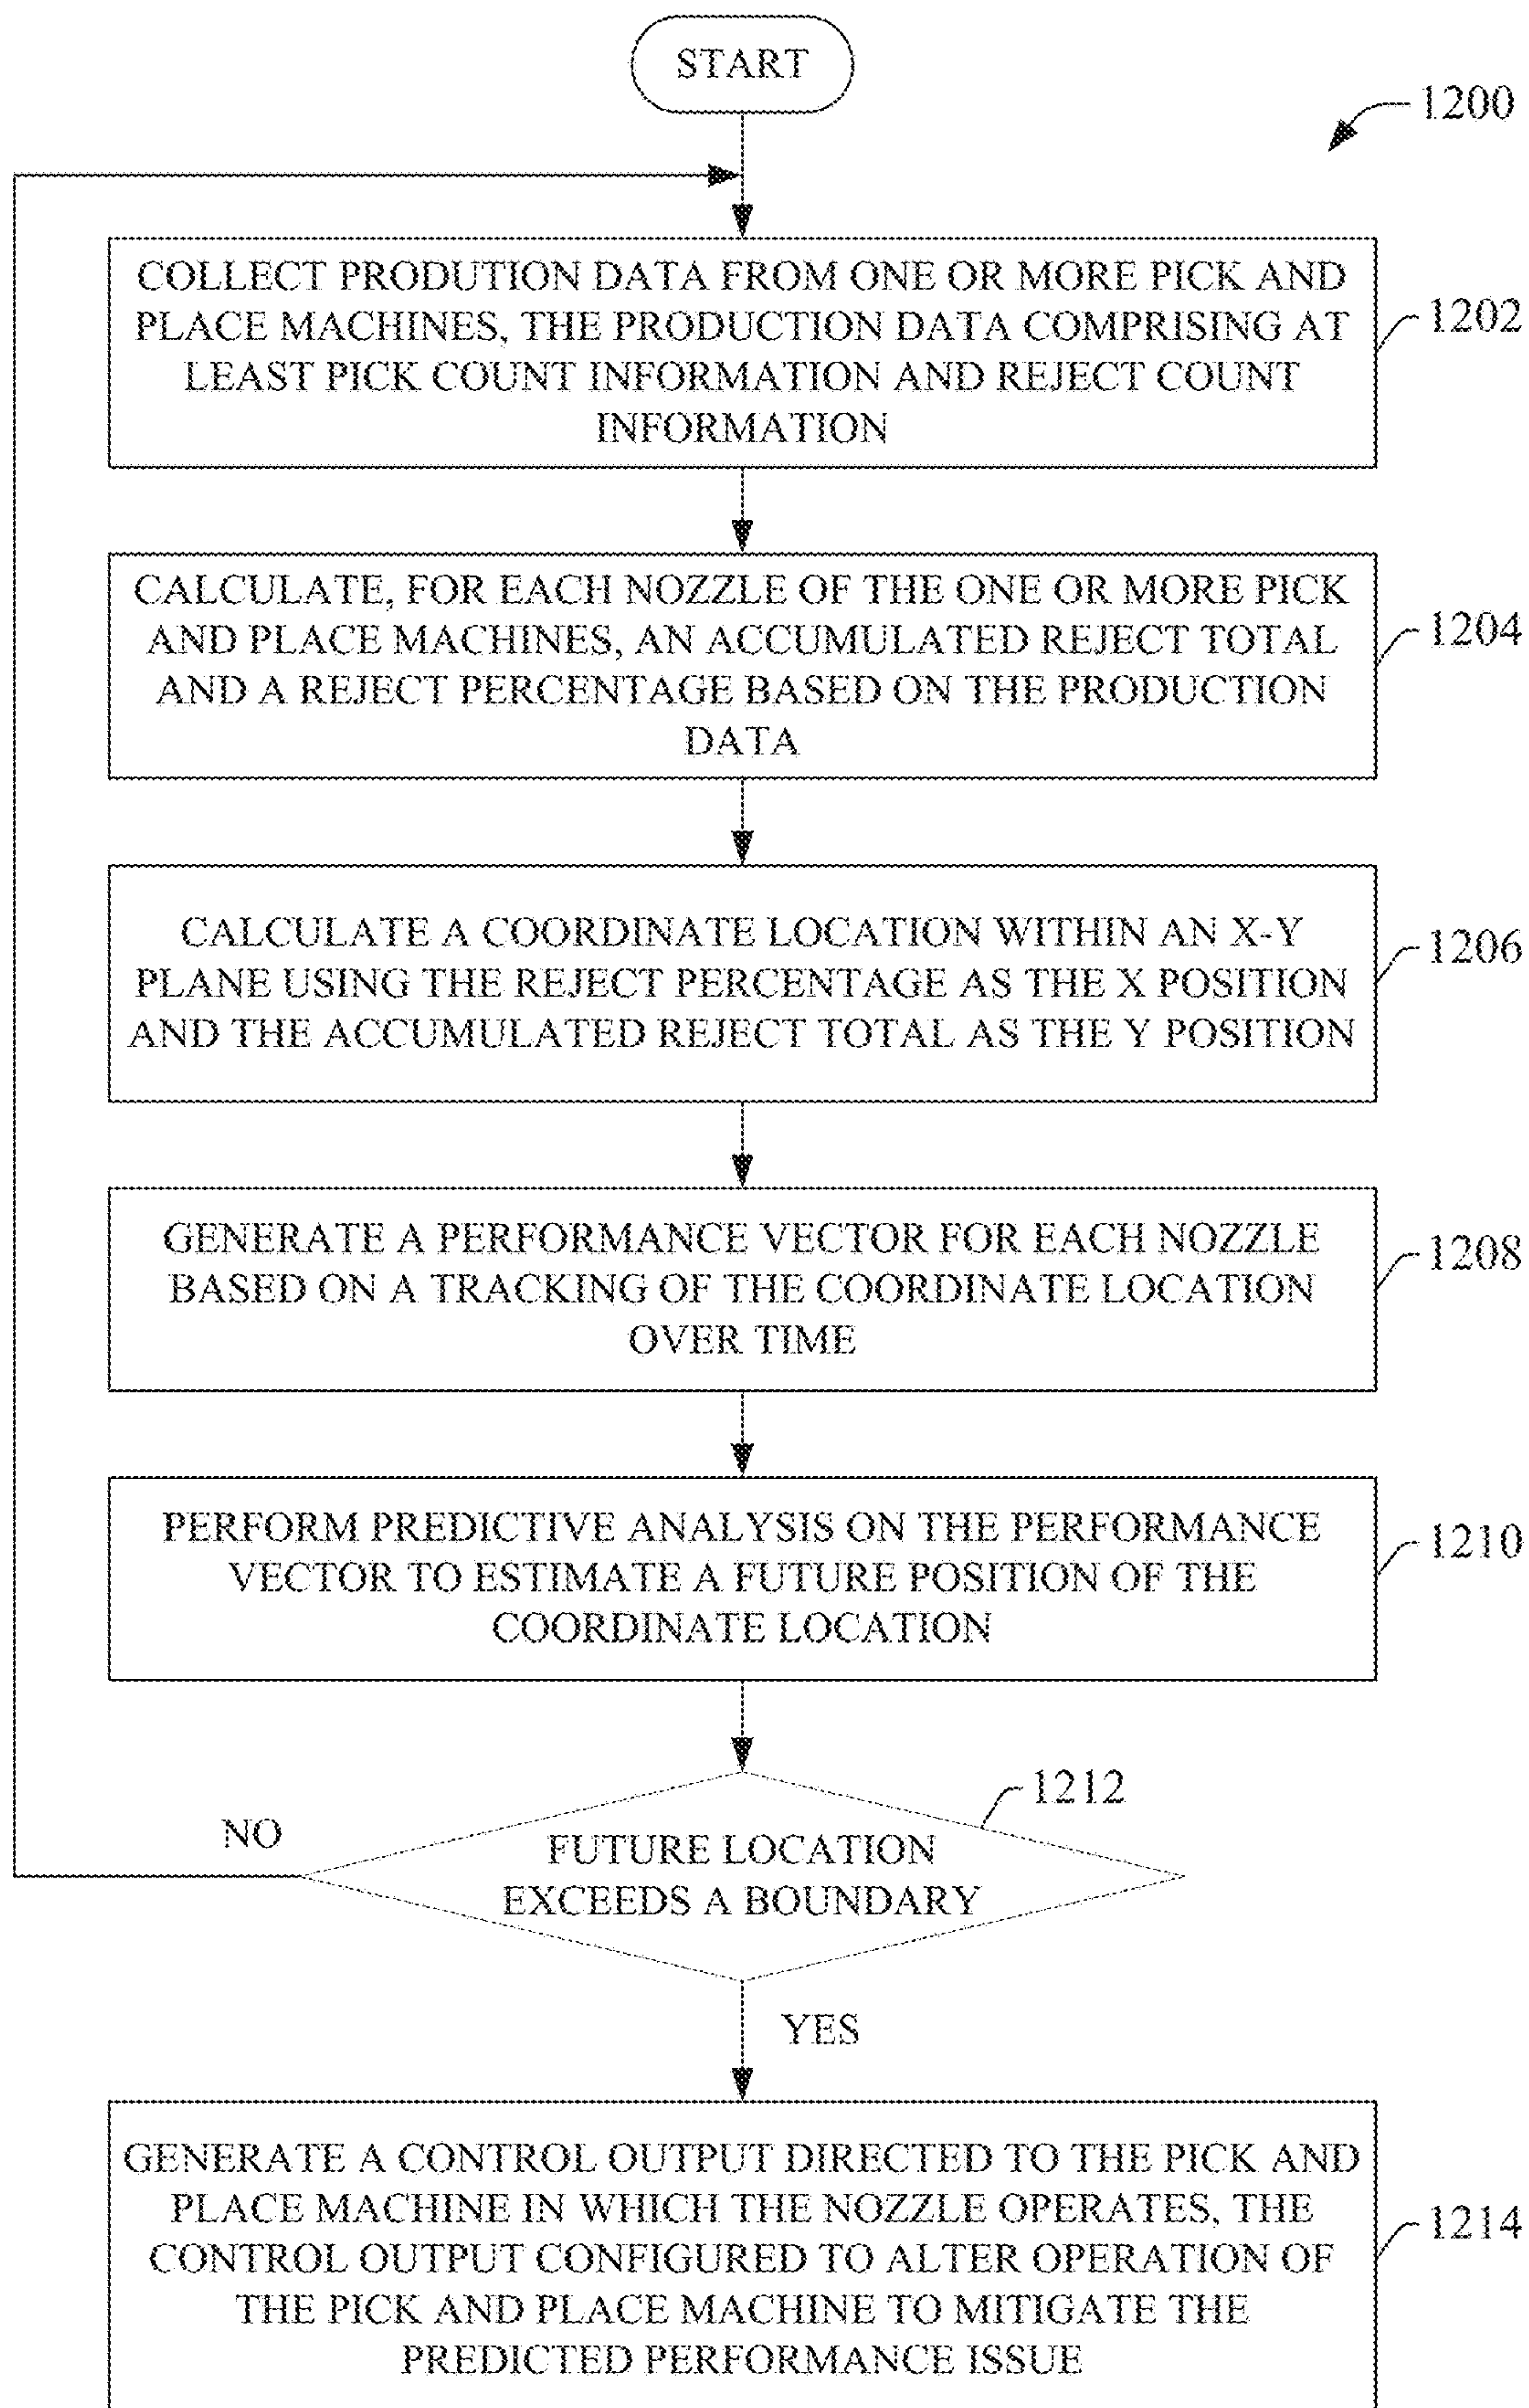 START
1200
COLLECT PRODUTION DATA FROM ONE OR MORE PICK AND
PLACE MACHINES, THE PRODUCTION DATA COMPRISING AT
LEAST PICK COUNT INFORMATION AND REJECT COUNT
INFORMATION
1202
CALCULATE, FOR EACH NOZZLE OF THE ONE OR MORE PICK
AND PLACE MACHINES, AN ACCUMULATED REJECT TOTAL
AND A REJECT PERCENTAGE BASED ON THE PRODUCTION
DATA
1204
CALCULATE A COORDINATE LOCATION WITHIN AN X-Y
PLANE USING THE REJECT PERCENTAGE AS THE X POSITION
AND THE ACCUMULATED REJECT TOTAL AS THE Y POSITION
1206
GENERATE A PERFORMANCE VECTOR FOR EACH NOZZLE
BASED ON A TRACKING OF THE COORDINATE LOCATION
OVER TIME
1208
PERFORM PREDICTIVE ANALYSIS ON THE PERFORMANCE
VECTOR TO ESTIMATE A FUTURE POSITION OF THE
COORDINATE LOCATION
1210
1212
NO
FUTURE LOCATION
EXCEEDS A BOUNDARY
YES
GENERATE A CONTROL OUTPUT DIRECTED TO THE PICK AND
PLACE MACHINE IN WHICH THE NOZZLE OPERATES, THE
CONTROL OUTPUT CONFIGURED TO ALTER OPERATION OF
THE PICK AND PLACE MACHINE TO MITIGATE THE
PREDICTED PERFORMANCE ISSUE
1214